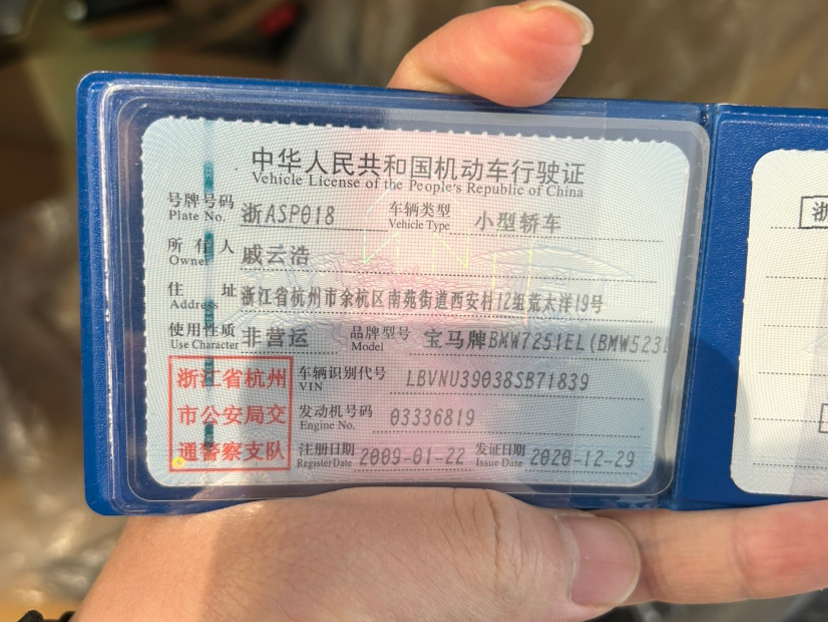 中华人民共和国机动车行驶证
Vehicle License of the People's Republic of China
号牌号码 浙ASP018 车辆类型 小型轿车
Plate No. Vehicle Type
所有人 戚云浩
Owner
住址 浙江省杭州市余杭区南苑街道西安村12组荒太洋19号
Address
使用性质 非营运 品牌型号 宝马牌BMW7251EL(BMW523L
Use Character Model
浙江省杭州
市公安局交
通警察支队
车辆识别代号 LBVNU39038SB71839
VIN
发动机号码 03336819
Engine No.
注册日期 2009-01-22 发证日期 2020-12-29
Register Date Issue Date
浙